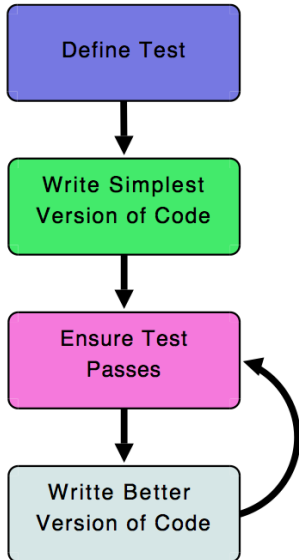 Define Test
Write Simplest
Version of Code
Ensure Test
Passes
Writte Better
Version of Code